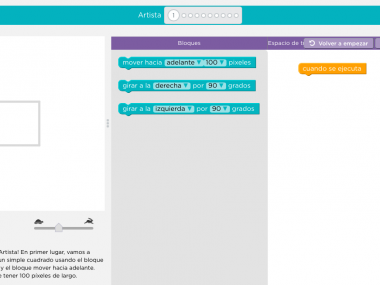 Artista 1
Bloques
Espacio de
Volver a empezar
mover hacia adelante 100 píxeles
cuando se ejecuta
girar a la derecha por 90 grados
girar a la izquierda por 90 grados
Artista! En primer lugar, vamos a
un simple cuadrado usando el bloque
y el bloque mover hacia adelante.
tener 100 píxeles de largo.